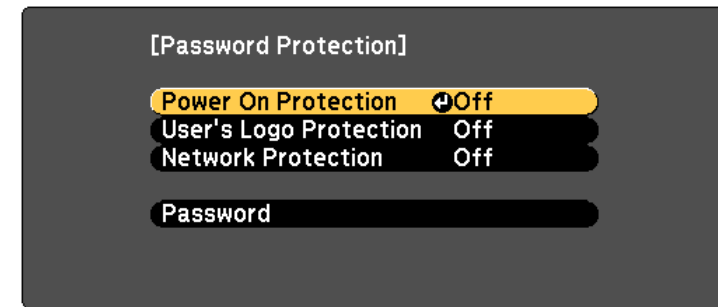 [Password Protection]
Power On Protection Off
User's Logo Protection Off
Network Protection Off
Password